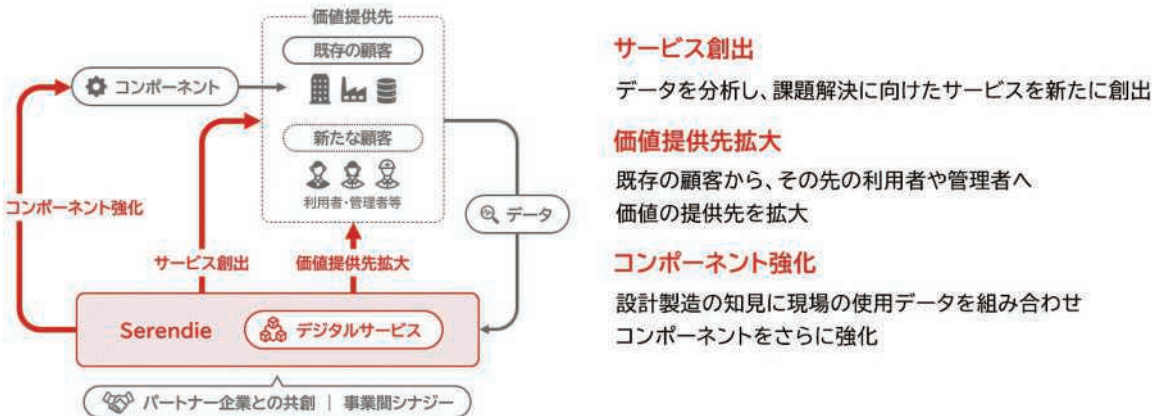 価値提供先
既存の顧客
コンポーネント
新たな顧客
利用者・管理者等
コンポーネント強化
データ
サービス創出
価値提供先拡大
Serendie
デジタルサービス
パートナー企業との共創 | 事業間シナジー
サービス創出
データを分析し、課題解決に向けたサービスを新たに創出
価値提供先拡大
既存の顧客から、その先の利用者や管理者へ
価値の提供先を拡大
コンポーネント強化
設計製造の知見に現場の使用データを組み合わせ
コンポーネントをさらに強化